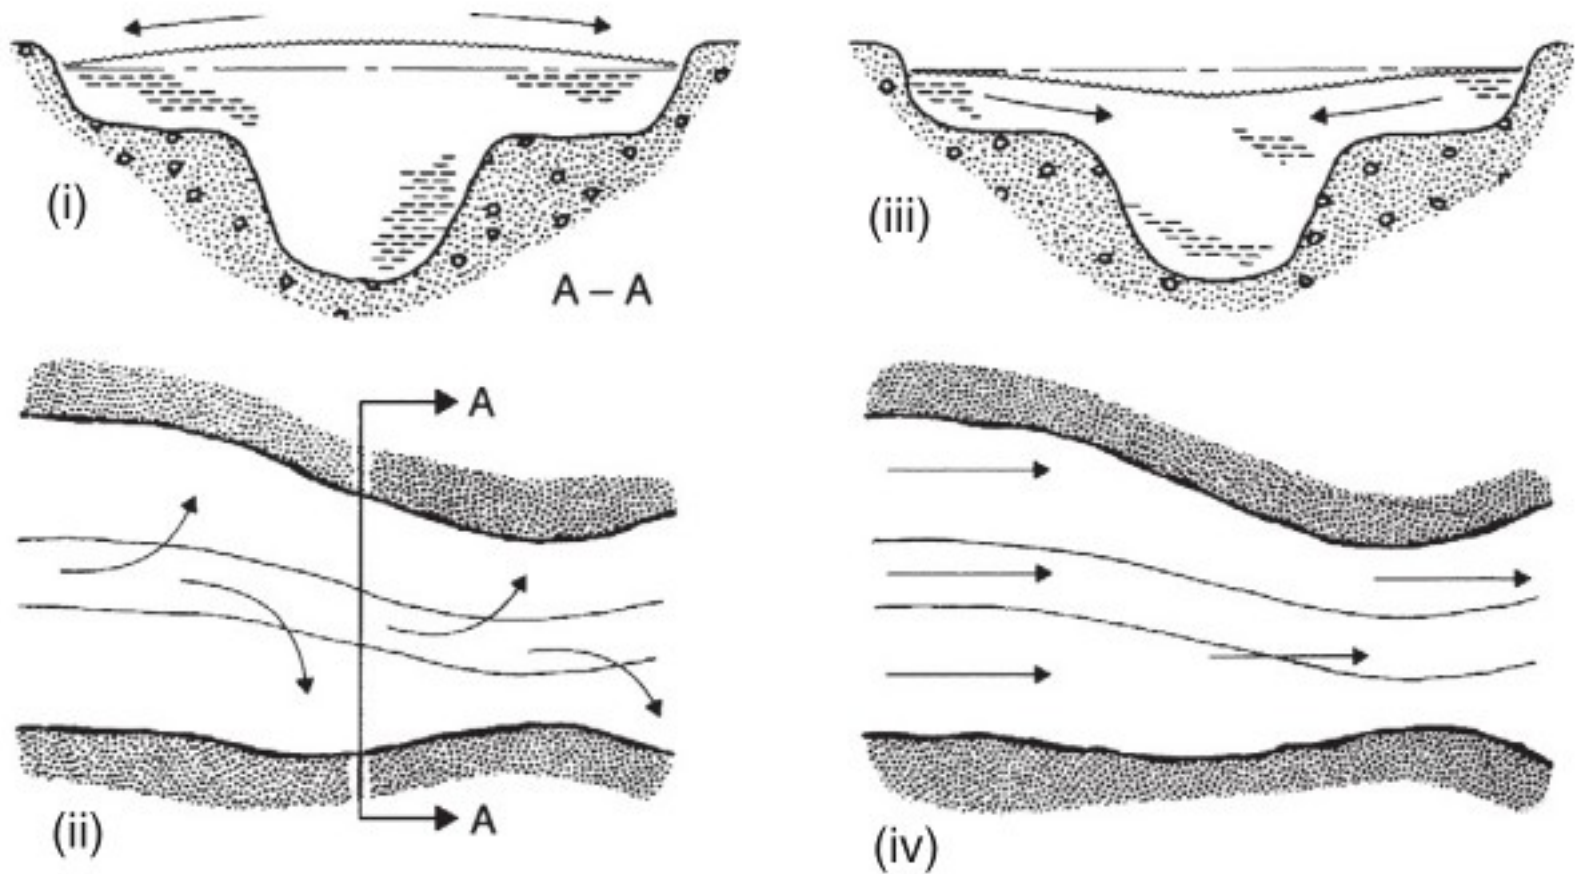 (i)
A – A
(iii)
A
A
(ii)
(iv)